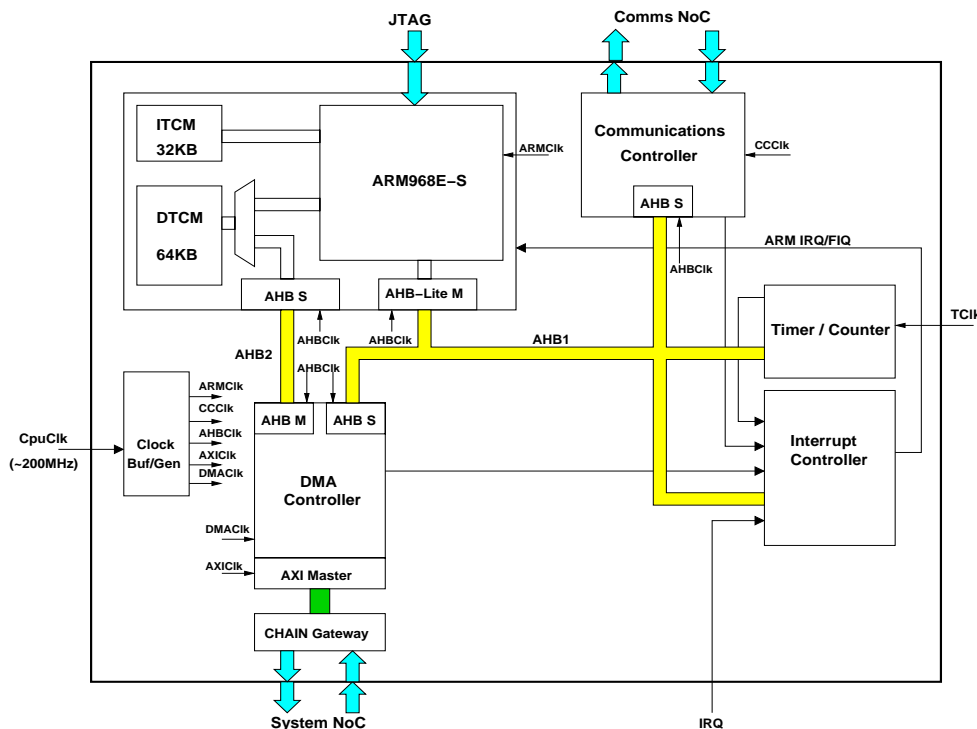 JTAG
Comms NoC
ITCM
32KB
ARM968E−S
ARMClk
Communications
Controller
CCClk
DTCM
64KB
AHB S
ARM IRQ/FIQ
AHBClk
AHB S
AHB−Lite M
AHBClk
AHBClk
AHB1
AHB2
AHBClk
Timer / Counter
TClk
CpuClk
(~200MHz)
Clock
Buf/Gen
ARMClk
CCClk
AHBClk
AXIClk
DMAClk
AHB M
AHB S
DMA
Controller
Interrupt
Controller
DMAClk
AXIClk
AXI Master
CHAIN Gateway
System NoC
IRQ